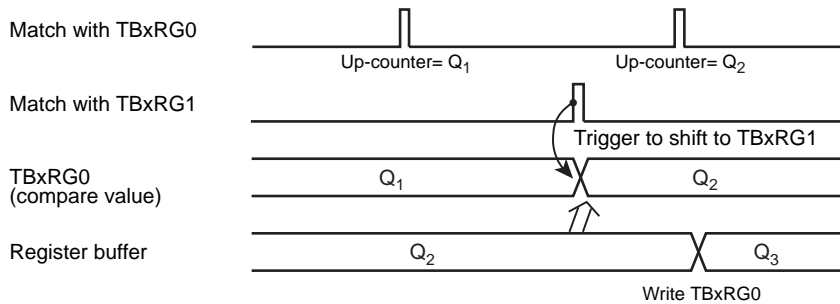 Match with TBxRG0
Up-counter= Q1
Up-counter= Q2
Match with TBxRG1
Trigger to shift to TBxRG1
TBxRG0
(compare value)
Q1
Q2
Register buffer
Q2
Q3
Write TBxRG0